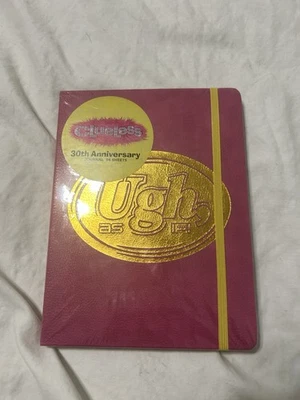 Clueless
30th Anniversary
Ugh.
as if!